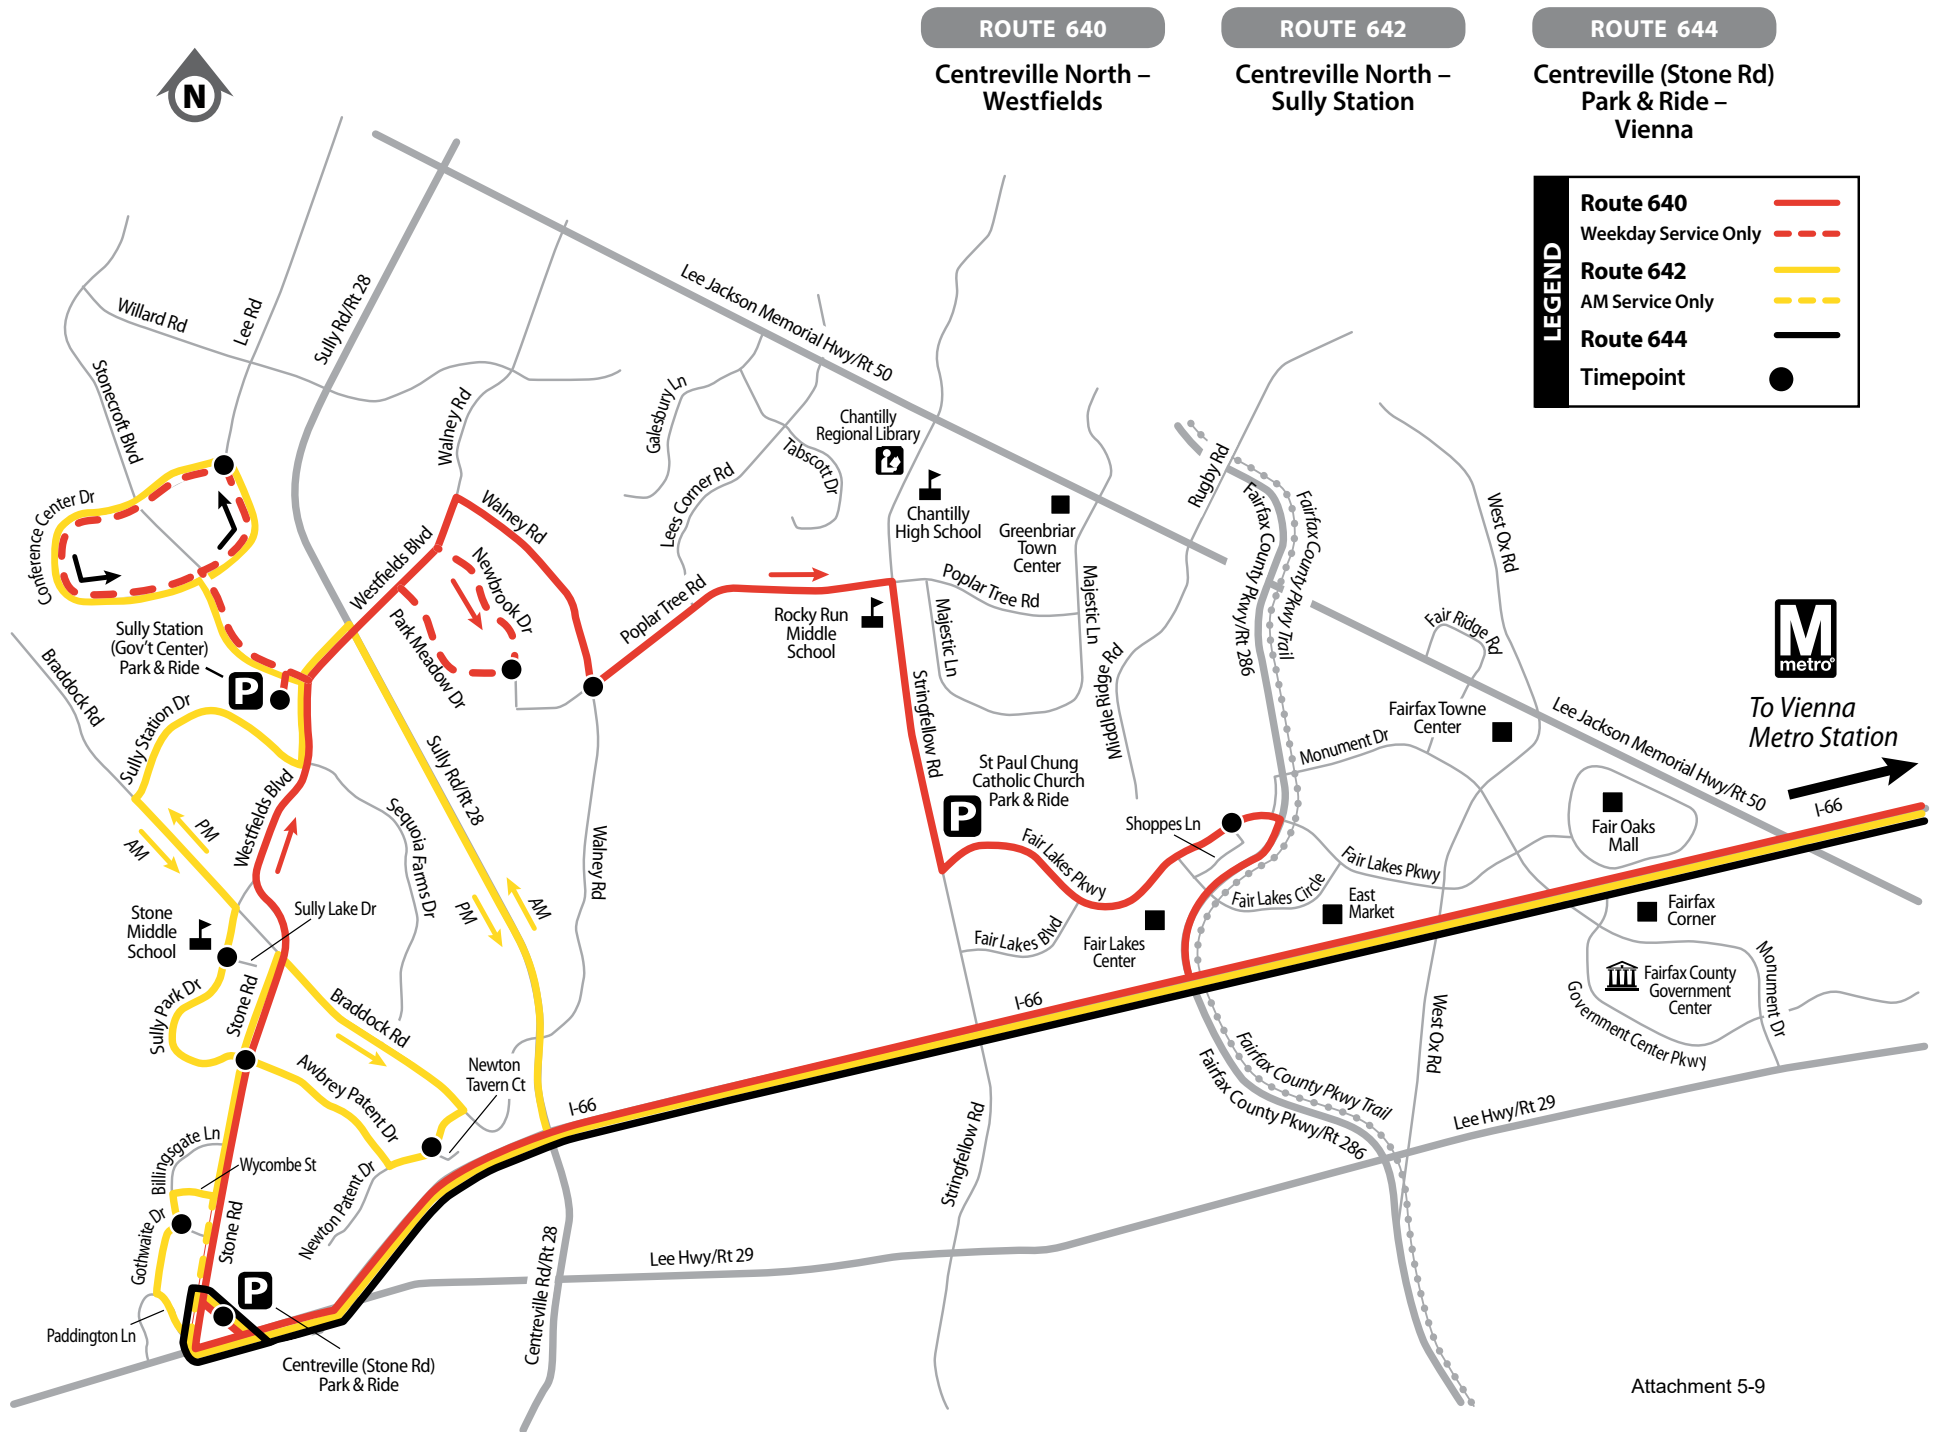 ROUTE 640
Centreville North –
Westfields
ROUTE 642
Centreville North –
Sully Station
ROUTE 644
Centreville (Stone Rd)
Park & Ride –
Vienna
N
LEGEND
Route 640
Weekday Service Only
Route 642
AM Service Only
Route 644
Timepoint
Willard Rd
Lee Rd
Sully Rd/Rt 28
Lee Jackson Memorial Hwy/Rt 50
Stonecroft Blvd
Walney Rd
Galesbury Ln
Tabscott Dr
Lees Corner Rd
Chantilly
Regional Library
Chantilly
High School
Greenbriar
Town
Center
Rugby Rd
Fairfax County Pkwy/Rt 286
Fairfax County Pkwy Trail
West Ox Rd
Conference Center Dr
Walney Rd
Westfields Blvd
Newbrook Dr
Park Meadow Dr
Poplar Tree Rd
Rocky Run
Middle
School
Poplar Tree Rd
Majestic Ln
Majestic Ln
Middle Ridge Rd
Fair Ridge Rd
M
metro
To Vienna
Metro Station
Sully Station
(Gov't Center)
Park & Ride
P
Braddock Rd
Sully Station Dr
Stringfellow Rd
St Paul Chung
Catholic Church
Park & Ride
P
Monument Dr
Fairfax Towne
Center
Lee Jackson Memorial Hwy/Rt 50
I-66
Fair Oaks
Mall
Sully Rd/Rt 28
Westfields Blvd
Sequoia Farms Dr
Walney Rd
PM
AM
Shoppes Ln
Fair Lakes Pkwy
Fair Lakes Pkwy
Fair Lakes Circle
East
Market
Fairfax
Corner
Stone
Middle
School
Sully Lake Dr
PM
AM
Fair Lakes Blvd
Fair Lakes
Center
Fairfax County
Government
Center
Monument Dr
Government Center Pkwy
Sully Park Dr
Stone Rd
Braddock Rd
I-66
West Ox Rd
Awbrey Patent Dr
Newton
Tavern Ct
I-66
Fairfax County Pkwy Trail
Fairfax County Pkwy/Rt 286
Lee Hwy/Rt 29
Billingsgate Ln
Wycombe St
Newton Patent Dr
Stringfellow Rd
Gothwaite Dr
Stone Rd
P
Centreville Rd/Rt 28
Lee Hwy/Rt 29
Paddington Ln
Centreville (Stone Rd)
Park & Ride
Attachment 5-9